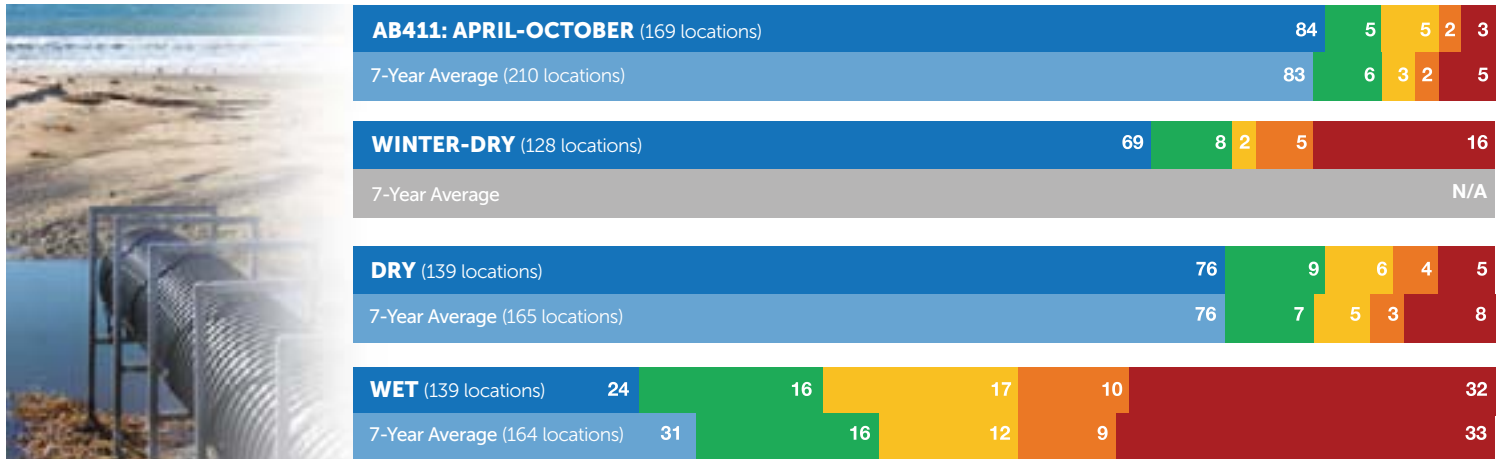 AB411: APRIL-OCTOBER (169 locations) 84 5 5 2 3
7-Year Average (210 locations) 83 6 3 2 5
WINTER-DRY (128 locations) 69 8 2 5 16
7-Year Average N/A
DRY (139 locations) 76 9 6 4 5
7-Year Average (165 locations) 76 7 5 3 8
WET (139 locations) 24 16 17 10 32
7-Year Average (164 locations) 31 16 12 9 33